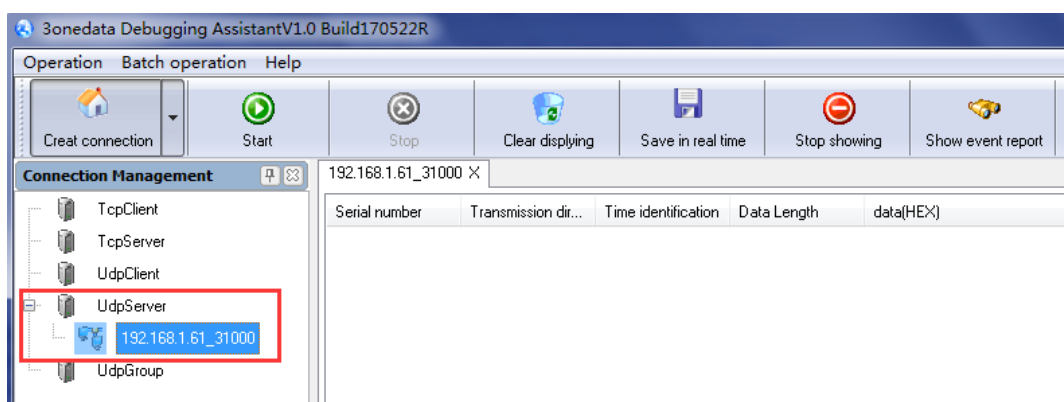 3onedata Debugging AssistantV1.0 Build170522R
Operation Batch operation Help
Creat connection Start Stop Clear displying Save in real time Stop showing Show event report
Connection Management
192.168.1.61_31000
TcpClient
TcpServer
UdpClient
UdpServer
192.168.1.61_31000
UdpGroup
Serial number Transmission dir... Time identification Data Length data(HEX)